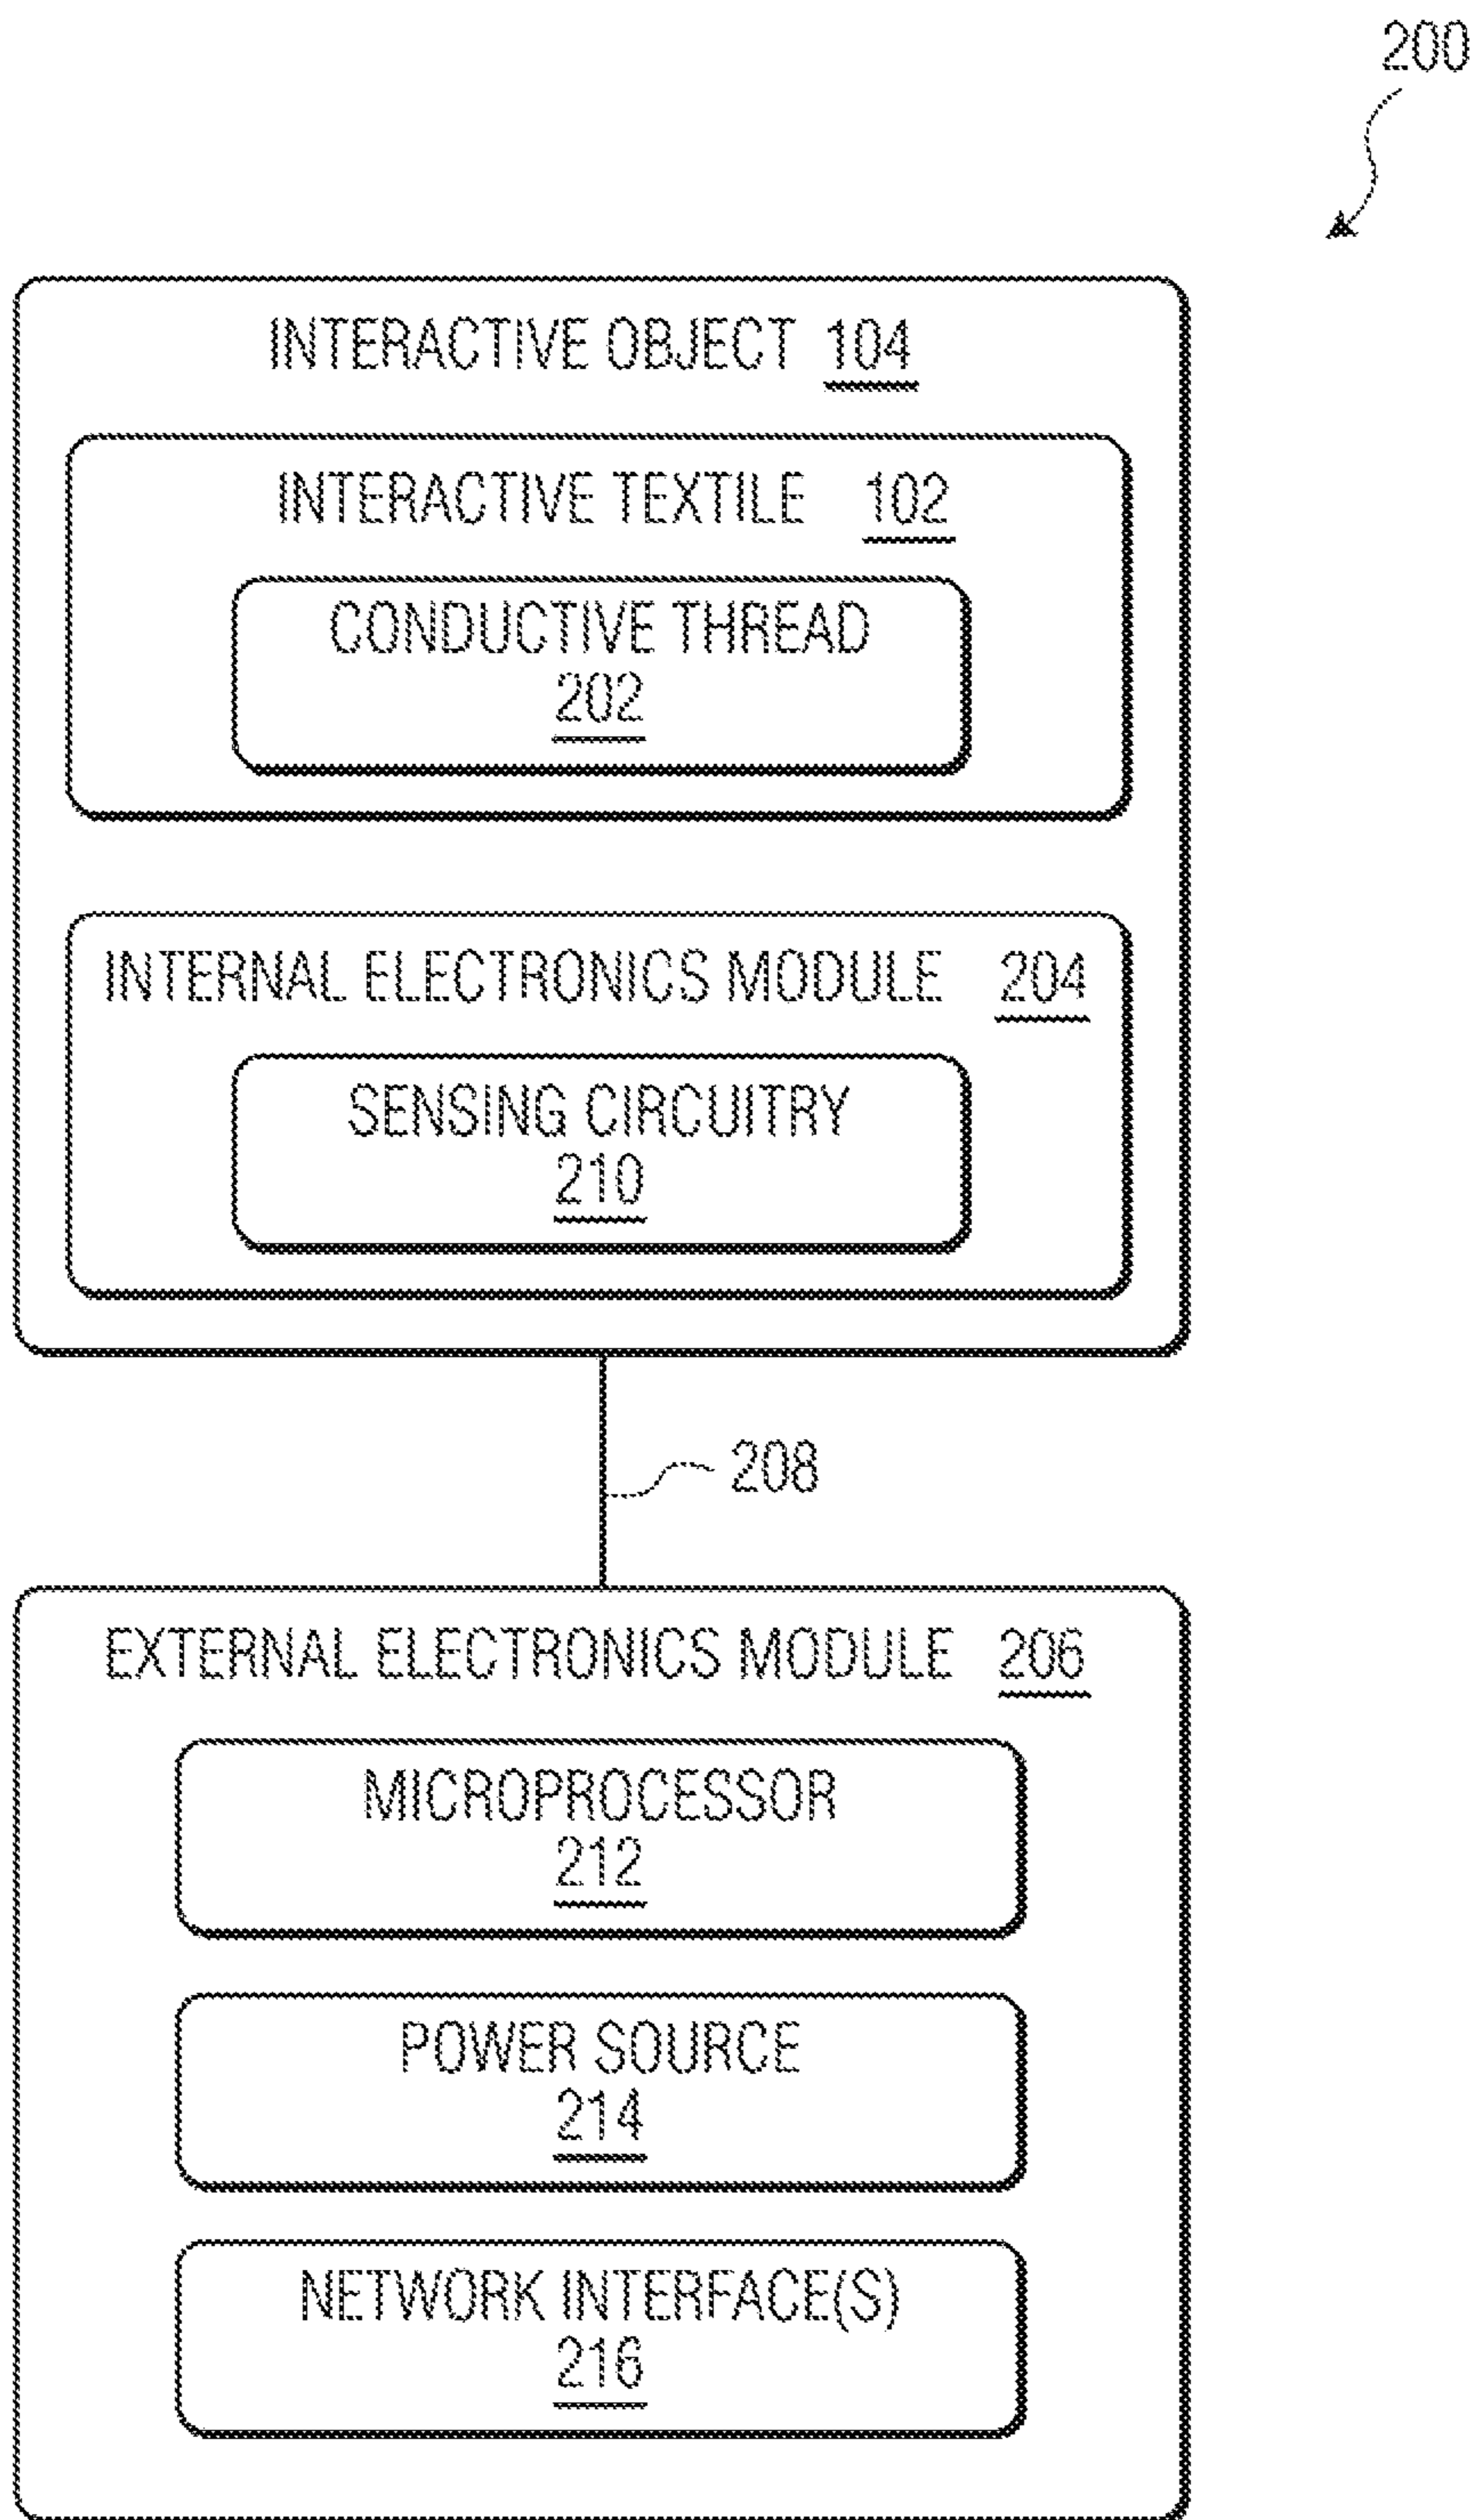 200
INTERACTIVE OBJECT 104
INTERACTIVE TEXTILE 102
CONDUCTIVE THREAD
202
INTERNAL ELECTRONICS MODULE 204
SENSING CIRCUITRY
210
208
EXTERNAL ELECTRONICS MODULE 206
MICROPROCESSOR
212
POWER SOURCE
214
NETWORK INTERFACE(S)
216